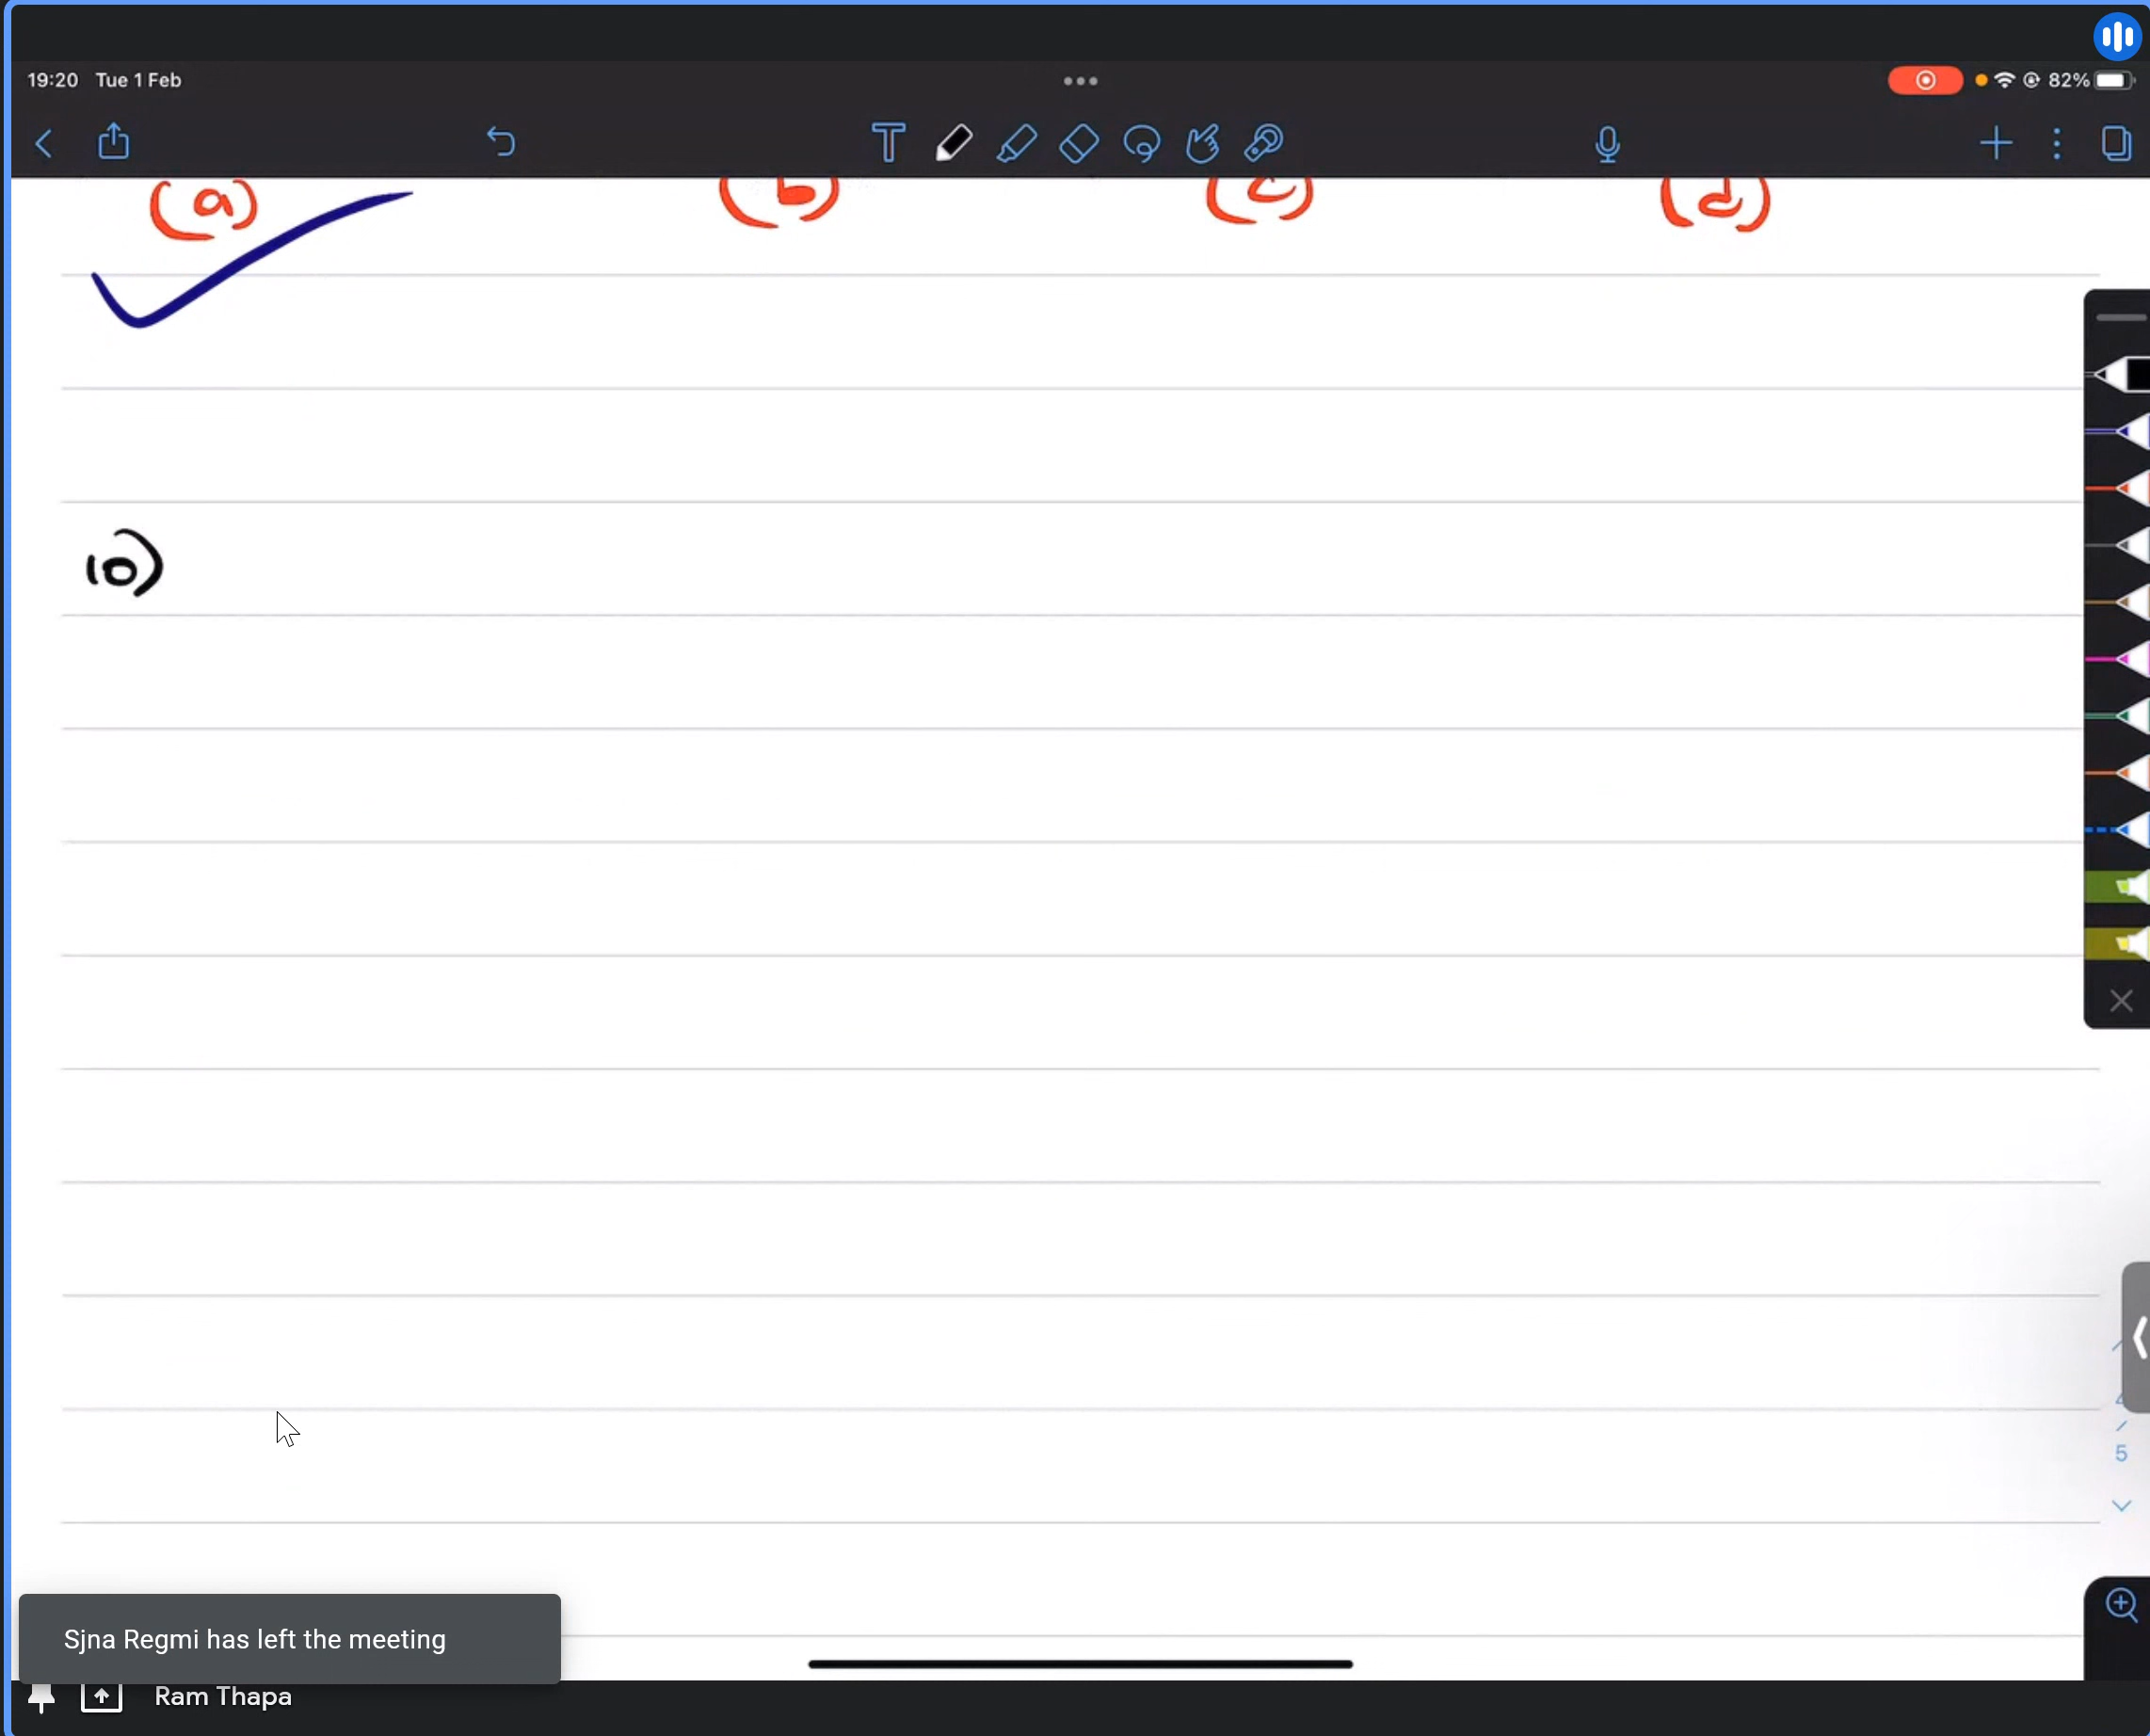 19:20 Tue 1 Feb 82%
(a) (b) (c) (d)
10)
5
Sjna Regmi has left the meeting
Ram Thapa